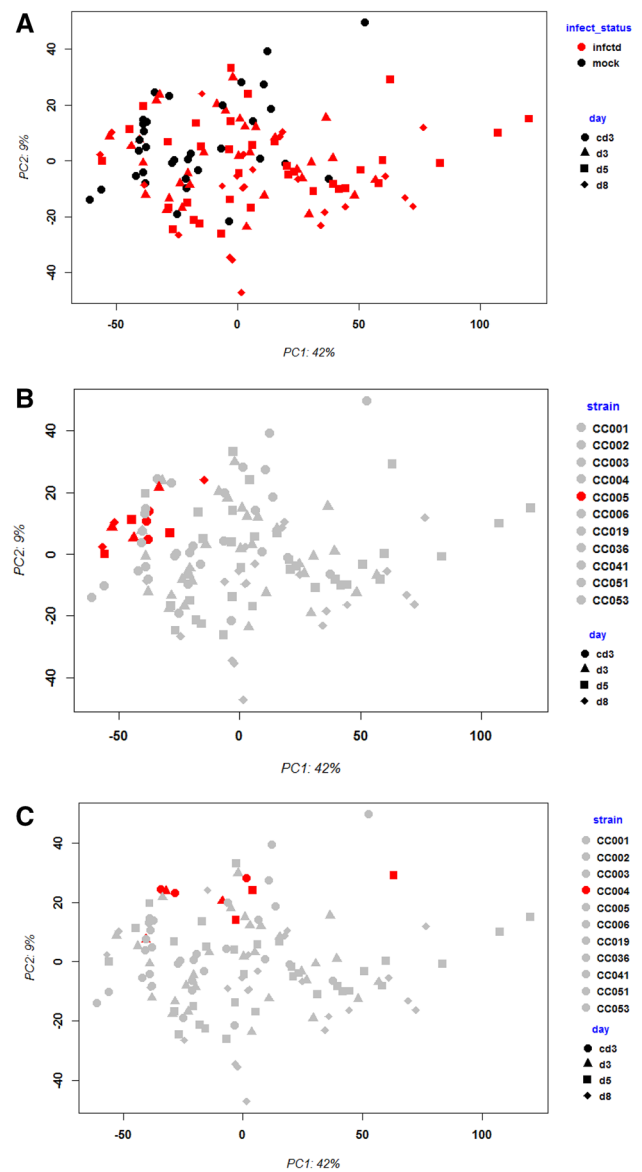 A
infect_status
infctd
mock
day
cd3
d3
d5
d8
PC2: 9%
40
20
0
20
40
-50
0
50
100
PC1: 42%
B
strain
CC001
CC002
CC003
CC004
CC005
CC006
CC019
CC036
CC041
CC051
CC053
day
cd3
d3
d5
d8
PC2: 9%
40
20
0
20
40
-50
0
50
100
PC1: 42%
C
strain
CC001
CC002
CC003
CC004
CC005
CC006
CC019
CC036
CC041
CC051
CC053
day
cd3
d3
d5
d8
PC2: 9%
40
20
0
20
40
-50
0
50
100
PC1: 42%